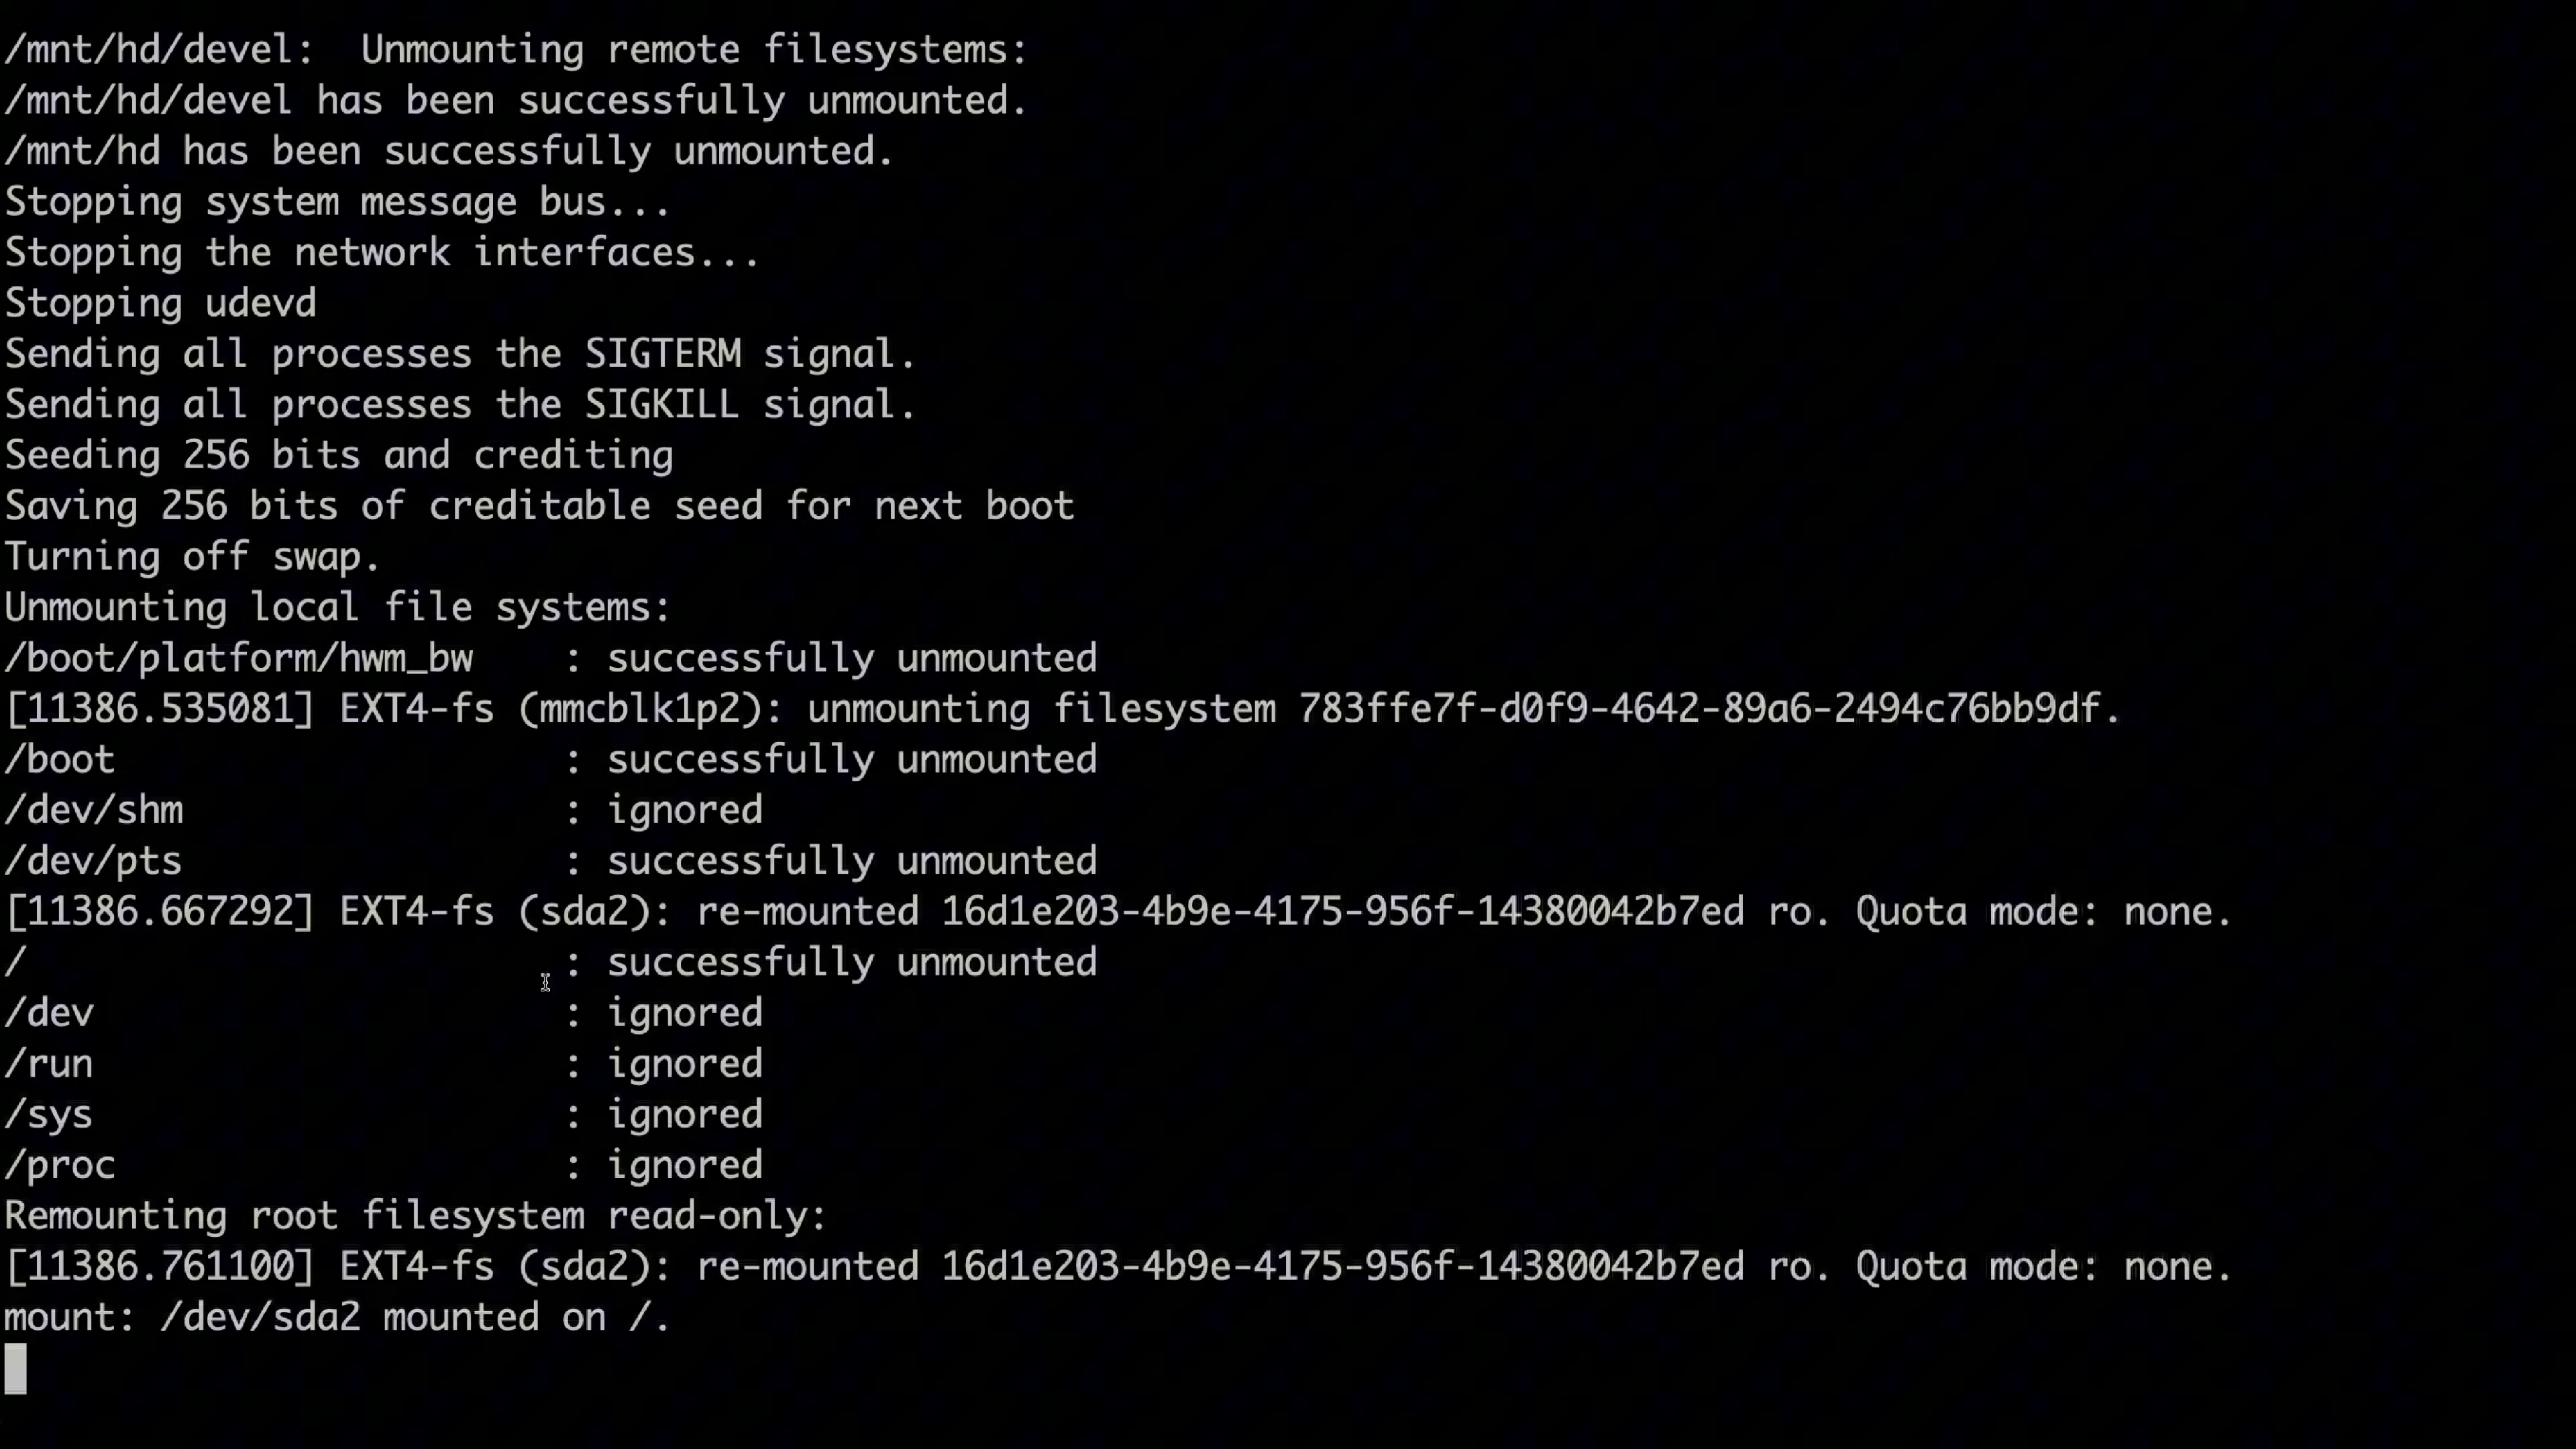 /mnt/hd/devel:  Unmounting remote filesystems:
/mnt/hd/devel has been successfully unmounted.
/mnt/hd has been successfully unmounted.
Stopping system message bus...
Stopping the network interfaces...
Stopping udevd
Sending all processes the SIGTERM signal.
Sending all processes the SIGKILL signal.
Seeding 256 bits and crediting
Saving 256 bits of creditable seed for next boot
Turning off swap.
Unmounting local file systems:
/boot/platform/hwm_bw    : successfully unmounted
[11386.535081] EXT4-fs (mmcblk1p2): unmounting filesystem 783ffe7f-d0f9-4642-89a6-2494c76bb9df.
/boot                    : successfully unmounted
/dev/shm                 : ignored
/dev/pts                 : successfully unmounted
[11386.667292] EXT4-fs (sda2): re-mounted 16d1e203-4b9e-4175-956f-14380042b7ed ro. Quota mode: none.
/                        : successfully unmounted
/dev                     : ignored
/run                     : ignored
/sys                     : ignored
/proc                    : ignored
Remounting root filesystem read-only:
[11386.761100] EXT4-fs (sda2): re-mounted 16d1e203-4b9e-4175-956f-14380042b7ed ro. Quota mode: none.
mount: /dev/sda2 mounted on /.